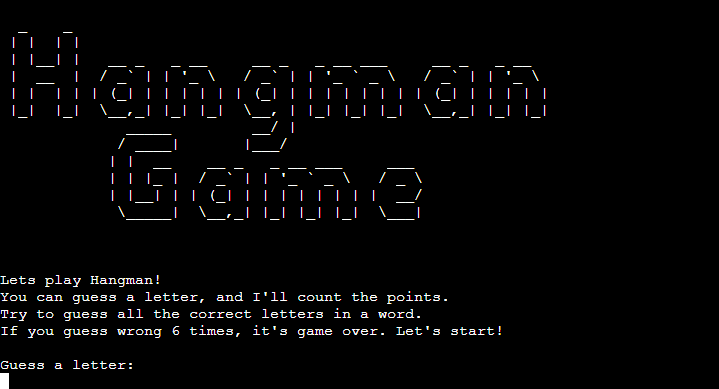 Hangman
Game
Lets play Hangman!
You can guess a letter, and I'll count the points.
Try to guess all the correct letters in a word.
If you guess wrong 6 times, it's game over. Let's start!
Guess a letter: